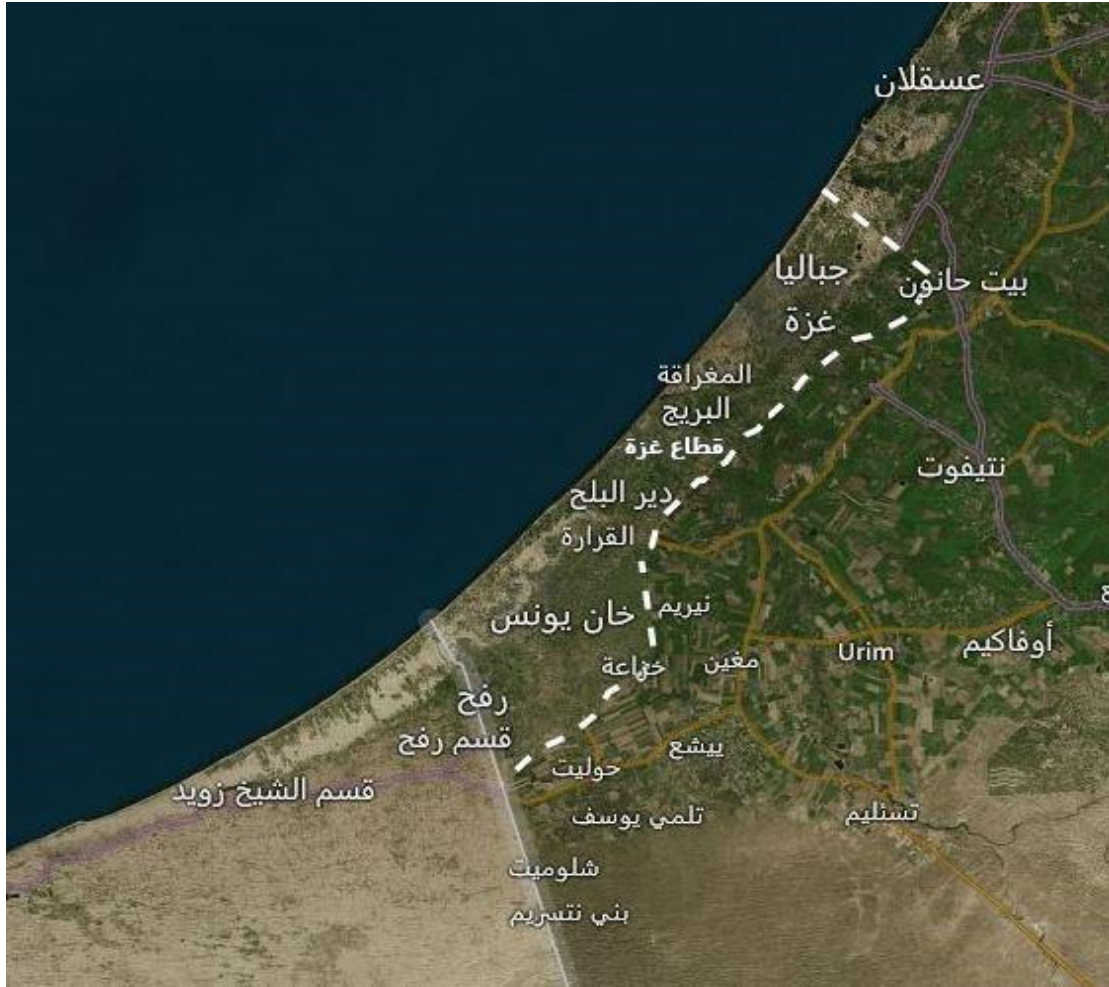 عسقلان
جباليا
بيت حانون
غزة
المغراقة
البريج
قطاع غزة
نتيفوت
دير البلح
القرارة
خان يونس
نيريم
أوفاكيم
Urim
مغين
خزاعة
رفح
قسم رفح
ييشع
حوليت
قسم الشيخ زويد
تلمي يوسف
تسئليم
شلوميت
بني نتسريم